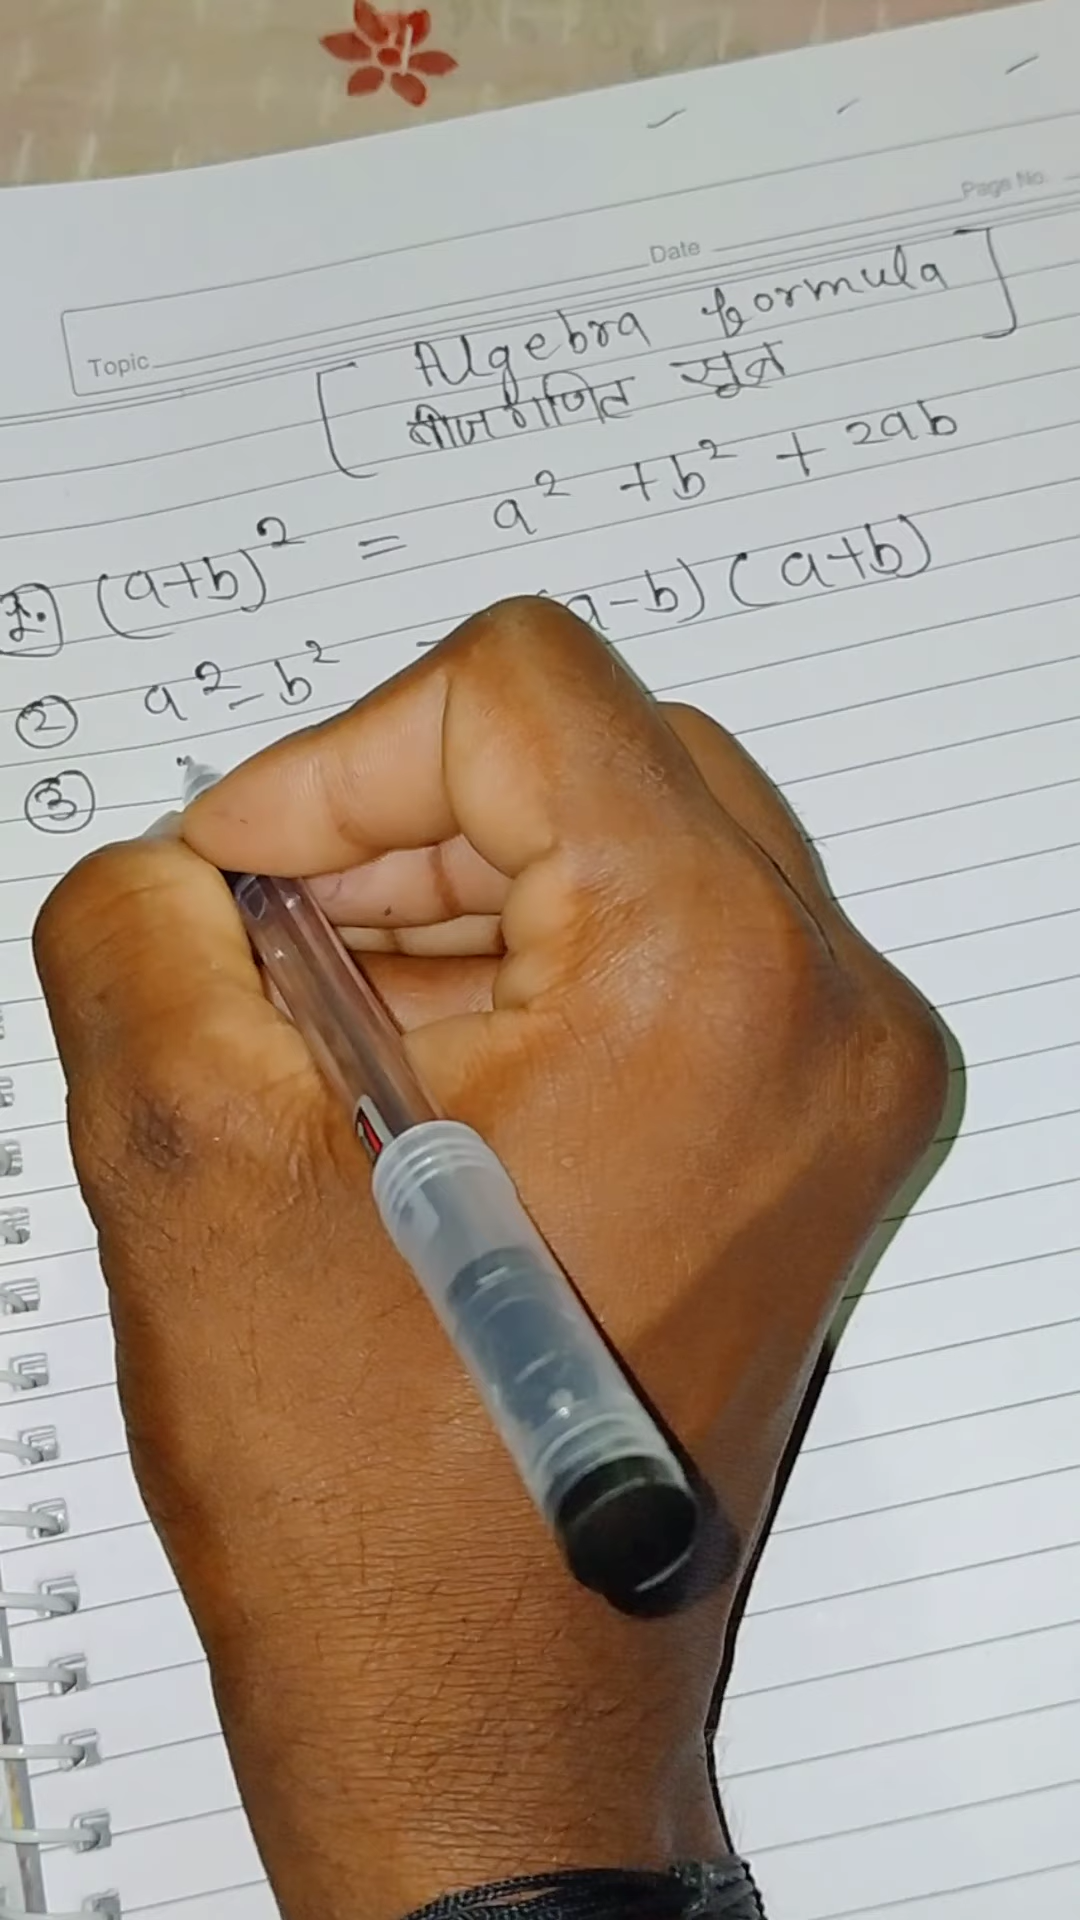 Page No.
Date
Topic
[ Algebra formula ]
बीजगणित सूत्र
1. (a+b)² = a² + b² + 2ab
② a² - b² = (a-b) (a+b)
③